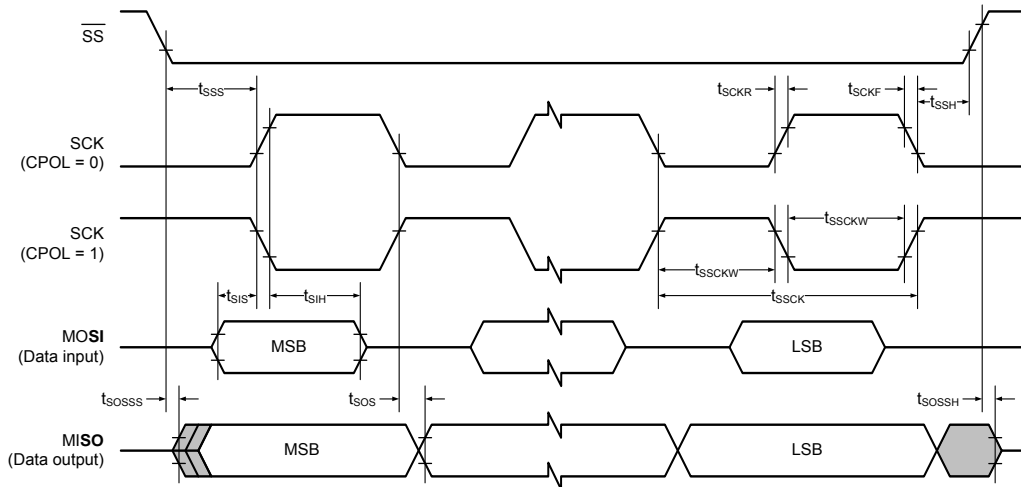 SS
tSSS
tSCKR
tSCKF
tSSH
SCK
(CPOL = 0)
SCK
(CPOL = 1)
tSSCKW
tSSCKW
tSSCK
tSIS
tSIH
MOSI
(Data input)
MSB
LSB
tSOSSS
tSOS
tSOSSH
MISO
(Data output)
MSB
LSB